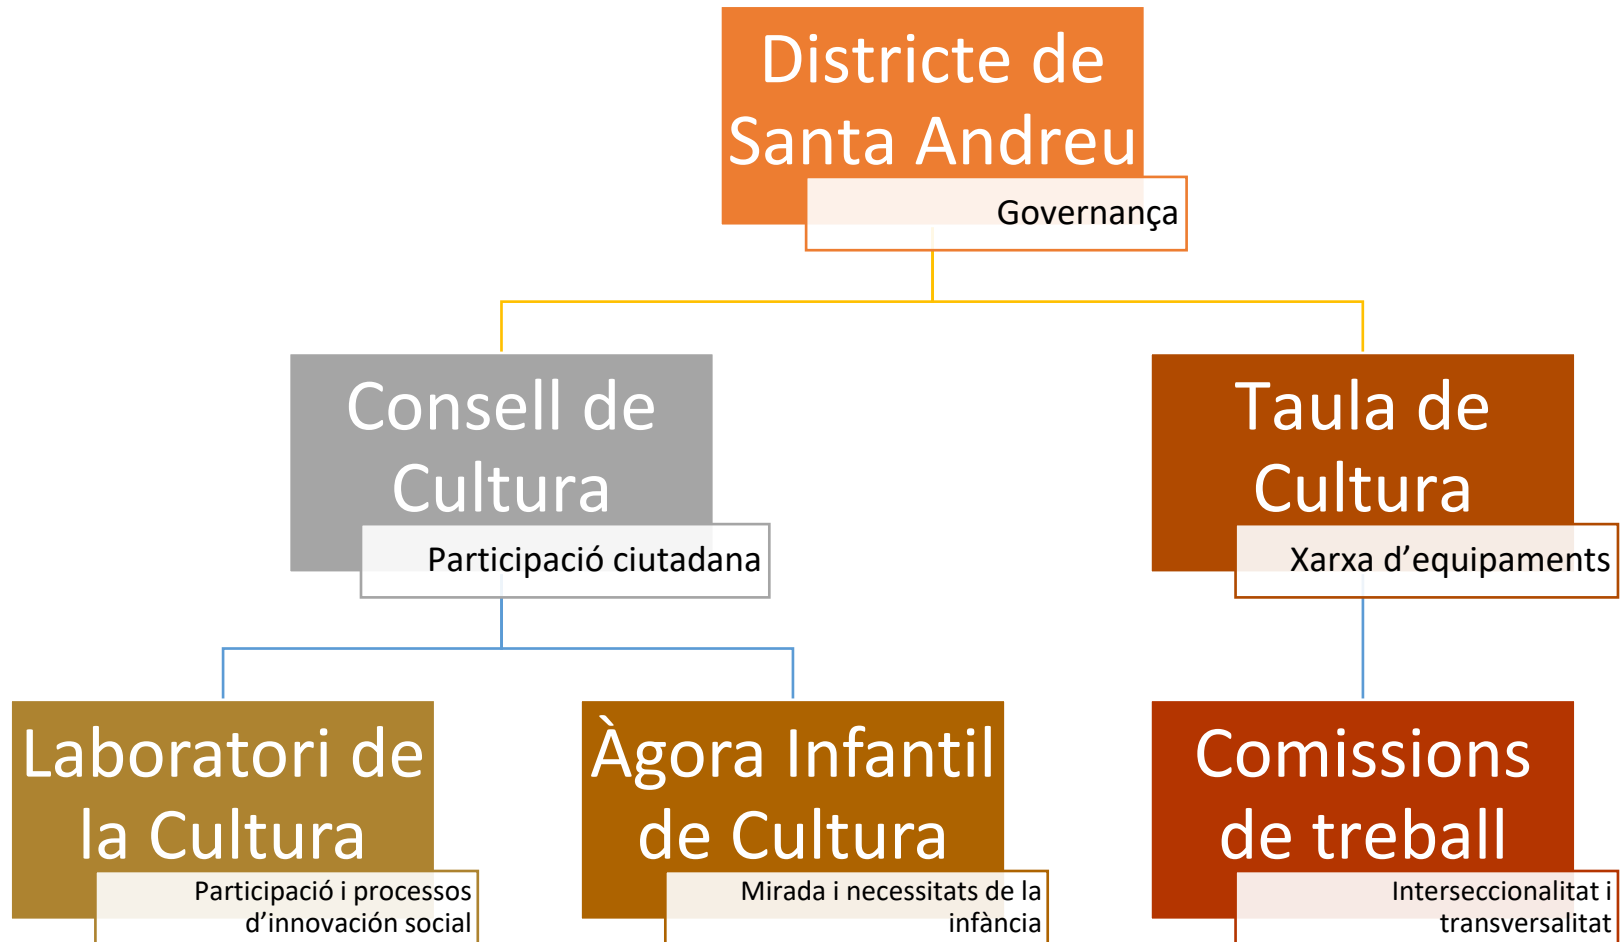 Districte de
Santa Andreu
Governança
Consell de
Cultura
Participació ciutadana
Taula de
Cultura
Xarxa d’equipaments
Laboratori de
la Cultura
Participació i processos
d’innovación social
Àgora Infantil
de Cultura
Mirada i necessitats de la
infància
Comissions
de treball
Interseccionalitat i
transversalitat